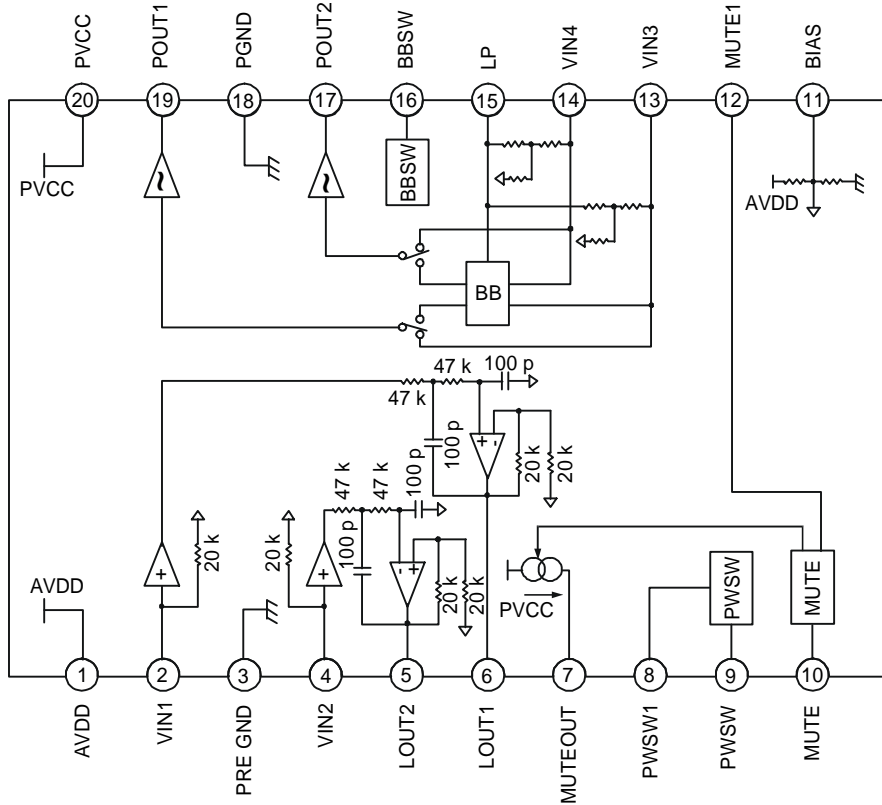 PVCC
POUT1
PGND
POUT2
BBSW
LP
VIN4
VIN3
MUTE1
BIAS
20
19
18
17
16
15
14
13
12
11
PVCC
BBSW
AVDD
BB
47 k
47 k
100 p
100 p
+ -
20 k
20 k
47 k
47 k
100 p
100 p
- +
20 k
20 k
20 k
20 k
+
+
AVDD
PVCC
PWSW
MUTE
1
2
3
4
5
6
7
8
9
10
AVDD
VIN1
PRE GND
VIN2
LOUT2
LOUT1
MUTEOUT
PWSW1
PWSW
MUTE